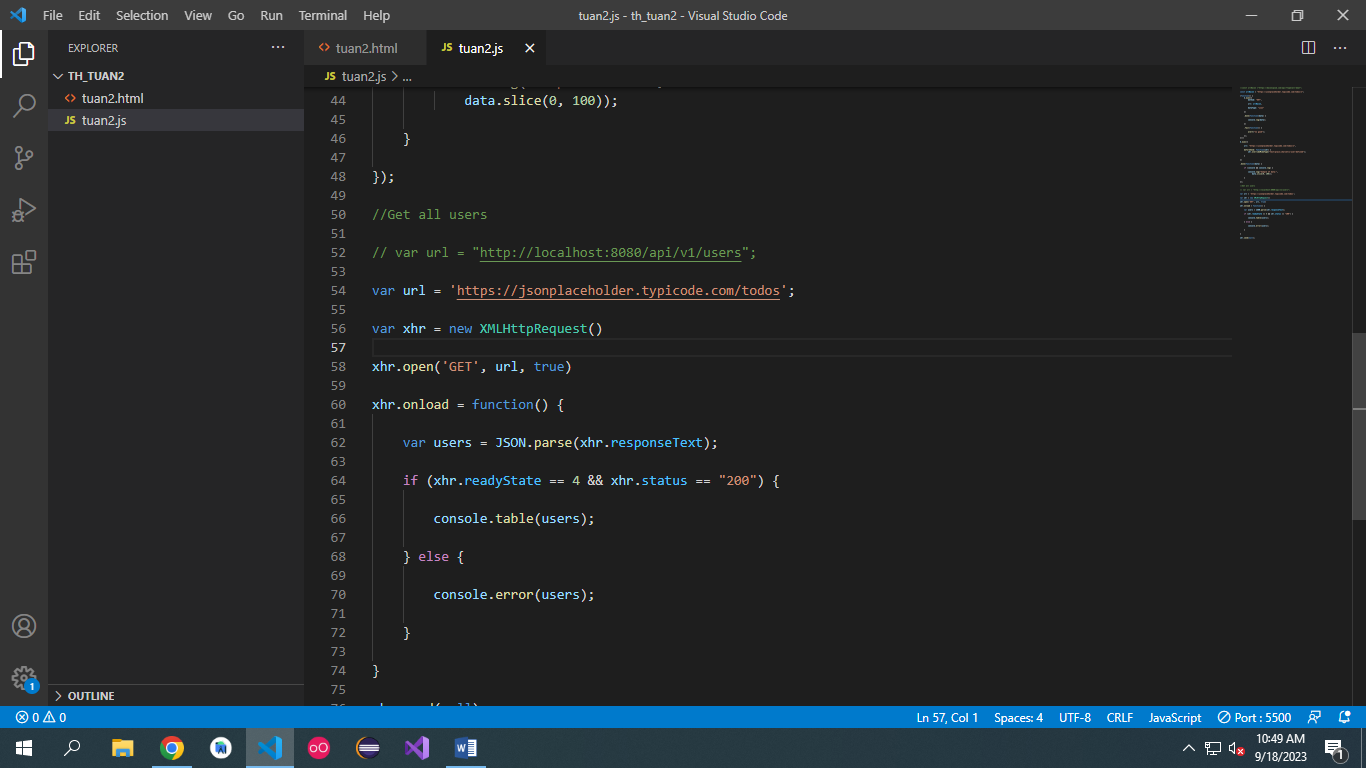 File Edit Selection View Go Run Terminal Help
tuan2.js - th_tuan2 - Visual Studio Code
EXPLORER
TH_TUAN2
<> tuan2.html
JS tuan2.js
OUTLINE
<> tuan2.html
JS tuan2.js
JS tuan2.js > ...
44 data.slice(0, 100));
45
46 }
47
48 });
49
50 //Get all users
51
52 // var url = "http://localhost:8080/api/v1/users";
53
54 var url = 'https://jsonplaceholder.typicode.com/todos';
55
56 var xhr = new XMLHttpRequest()
57
58 xhr.open('GET', url, true)
59
60 xhr.onload = function() {
61
62 var users = JSON.parse(xhr.responseText);
63
64 if (xhr.readyState == 4 && xhr.status == "200") {
65
66 console.table(users);
67
68 } else {
69
70 console.error(users);
71
72 }
73
74 }
75
1
0 0
Ln 57, Col 1 Spaces: 4 UTF-8 CRLF JavaScript Port : 5500
10:49 AM
9/18/2023
1